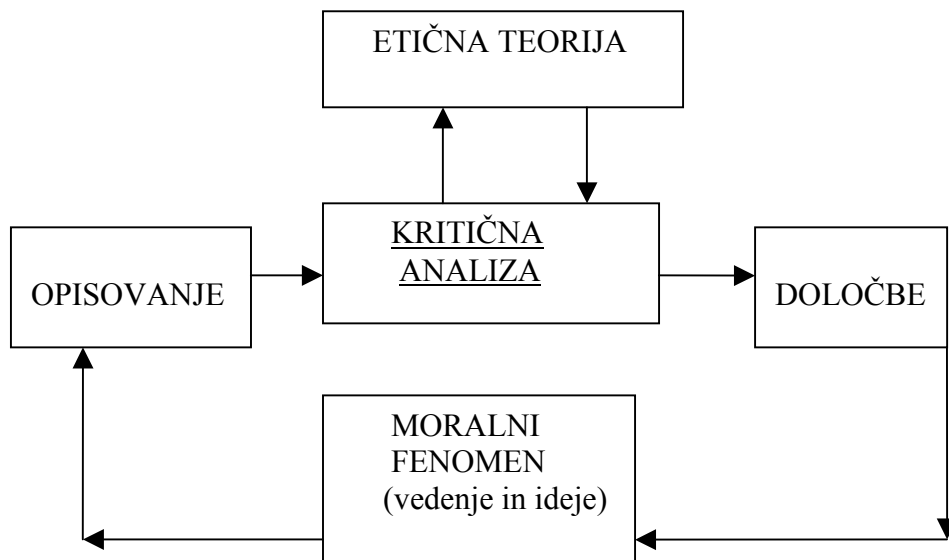 ETIČNA TEORIJA
KRITIČNA
ANALIZA
OPISOVANJE
DOLOČBE
MORALNI
FENOMEN
(vedenje in ideje)